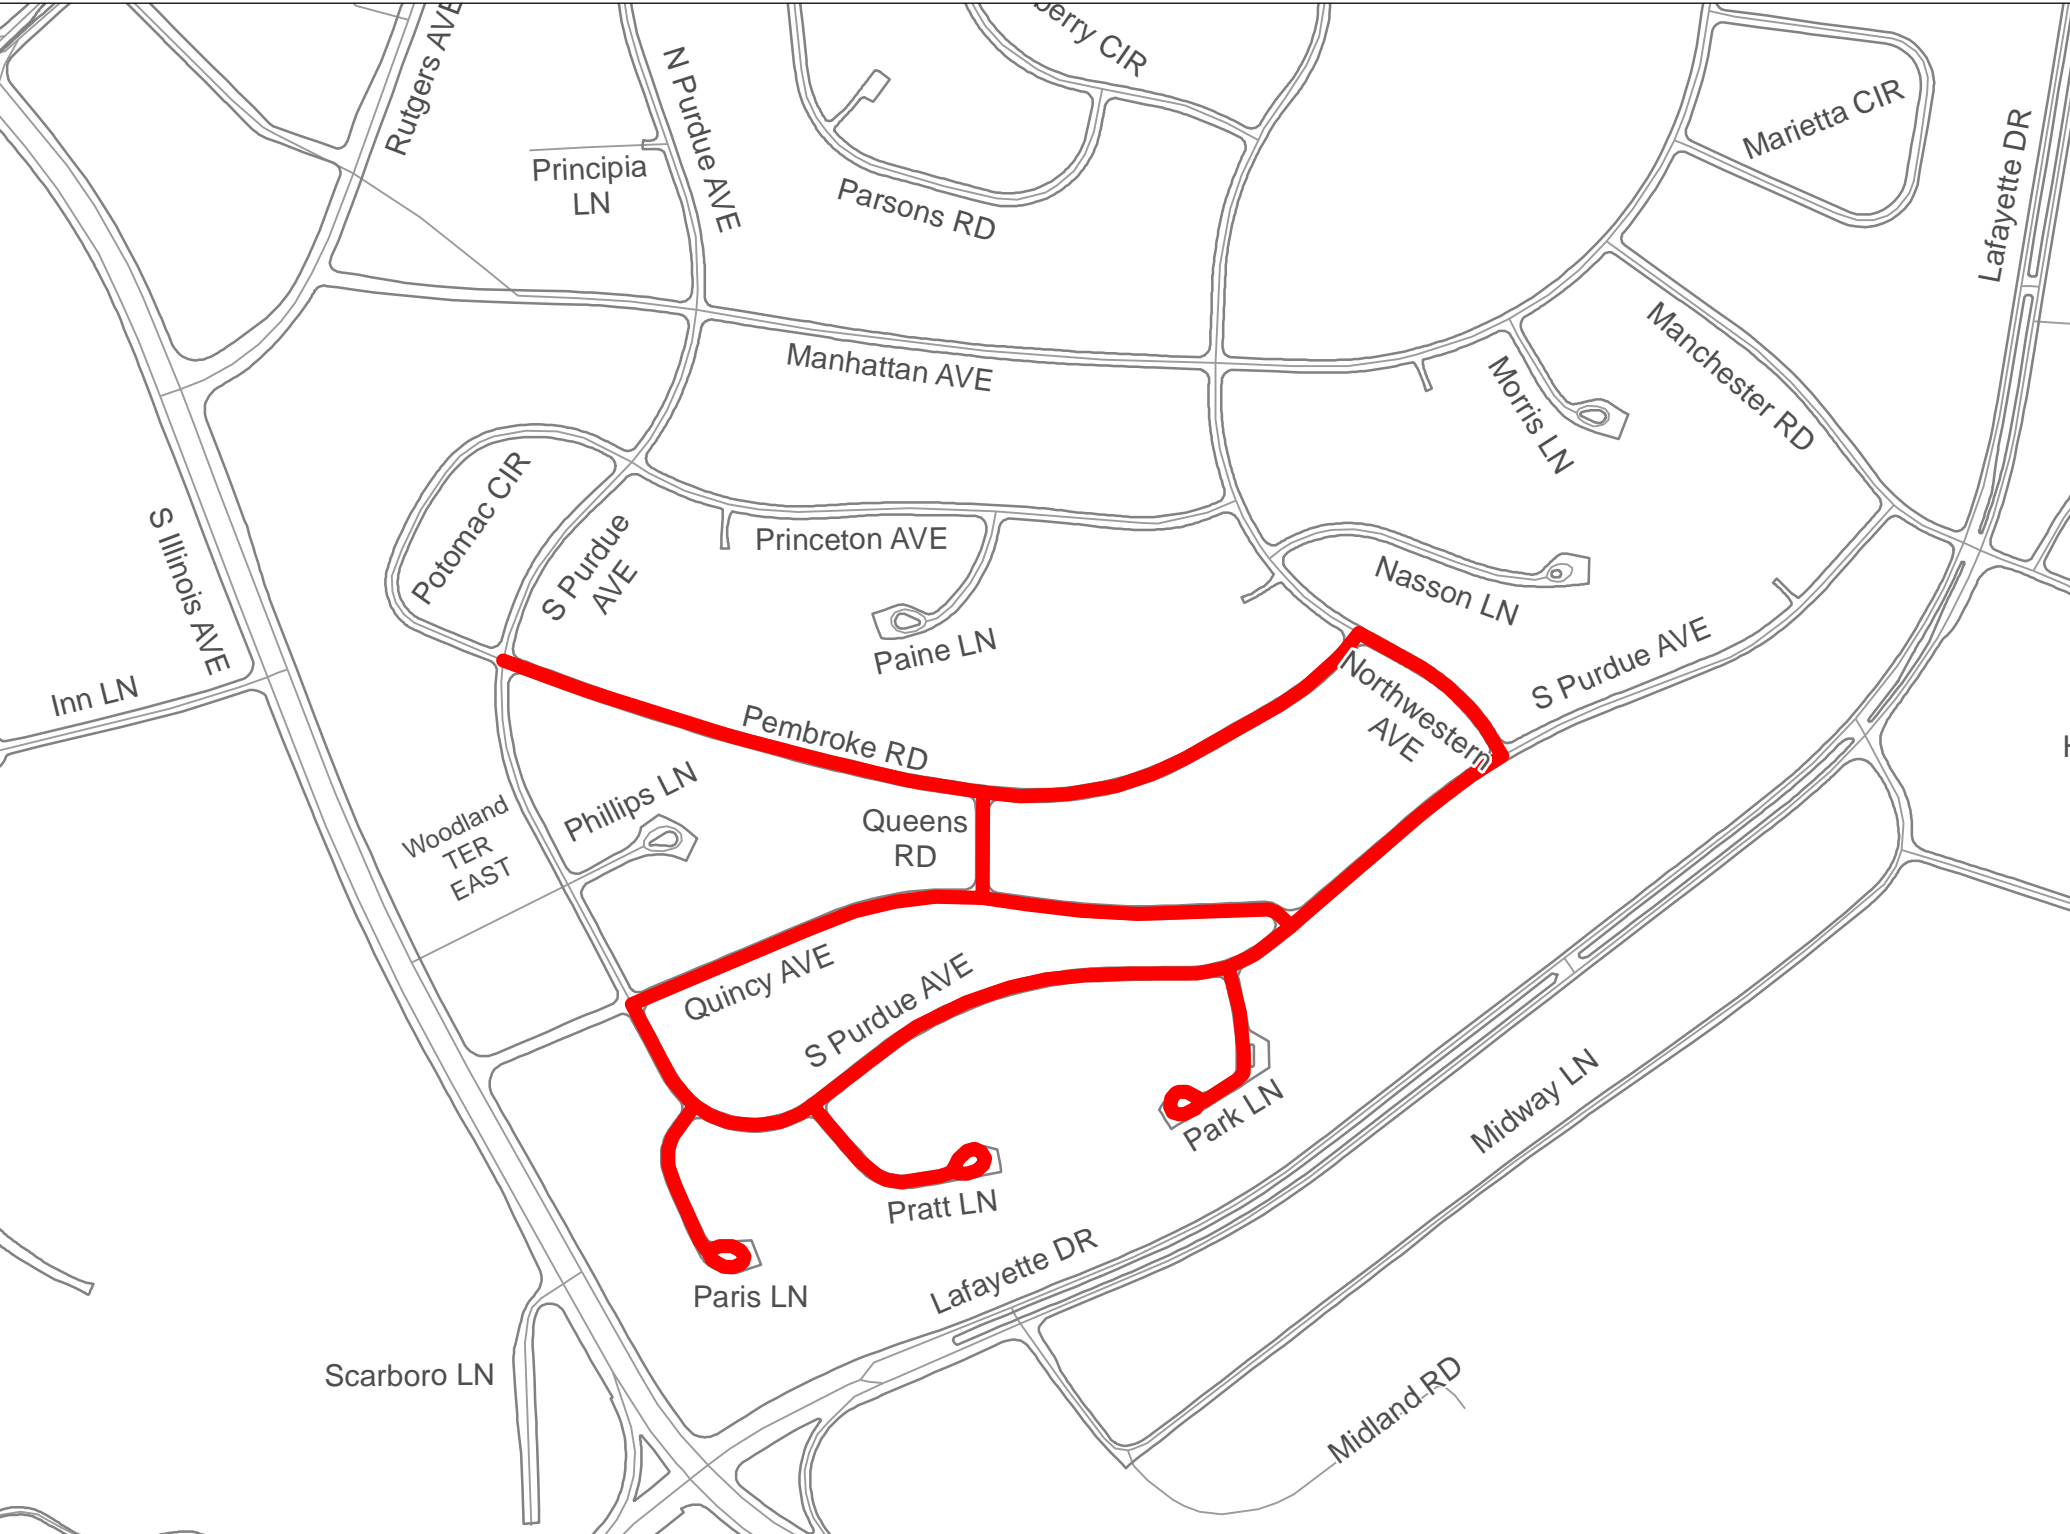 berry CIR
Rutgers AVE
N Purdue AVE
Marietta CIR
Lafayette DR
Principia
LN
Parsons RD
Manhattan AVE
Manchester RD
Morris LN
Potomac CIR
S Illinois AVE
S Purdue
AVE
Princeton AVE
Nasson LN
Paine LN
S Purdue AVE
Inn LN
Northwestern
AVE
Pembroke RD
Phillips LN
Woodland
TER
EAST
Queens
RD
Quincy AVE
S Purdue AVE
Park LN
Midway LN
Pratt LN
Lafayette DR
Paris LN
Scarboro LN
Midland RD